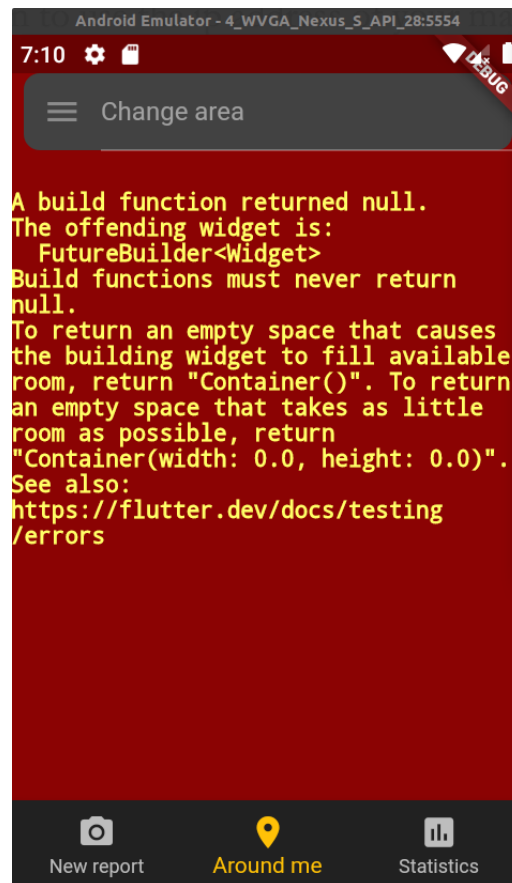 Android Emulator - 4_WVGA_Nexus_S_API_28:5554
7:10
DEBUG
Change area
A build function returned null.
The offending widget is:
FutureBuilder<Widget>
Build functions must never return
null.
To return an empty space that causes
the building widget to fill available
room, return "Container()". To return
an empty space that takes as little
room as possible, return
"Container(width: 0.0, height: 0.0)".
See also:
https://flutter.dev/docs/testing
/errors
New report
Around me
Statistics